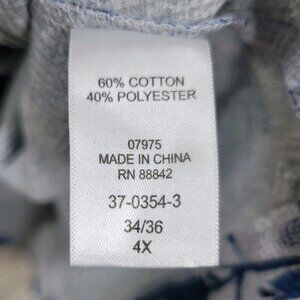 60% COTTON
40% POLYESTER
07975
MADE IN CHINA
RN 88842
37-0354-3
34/36
4X